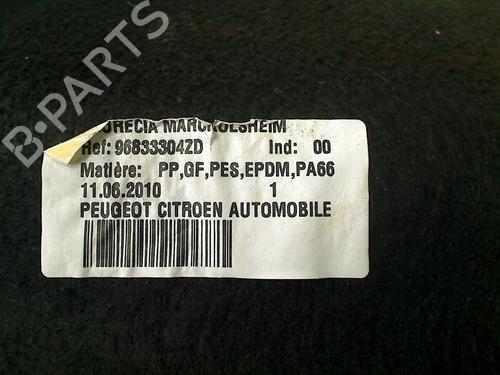 B-PARTS
MARCKOLSHEIM
Ref: 96833304ZD Ind: 00
Matière: PP,GF,PES,EPDM,PA66
11.06.2010 1
PEUGEOT CITROEN AUTOMOBILE